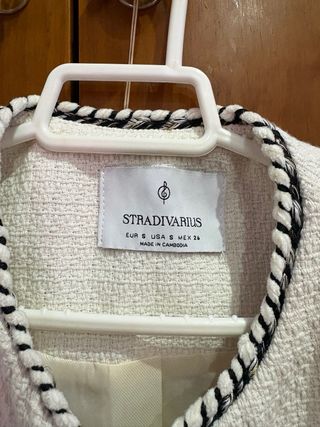 STRADIVARIUS
EUR S USA S MEX 26
MADE IN CAMBODIA